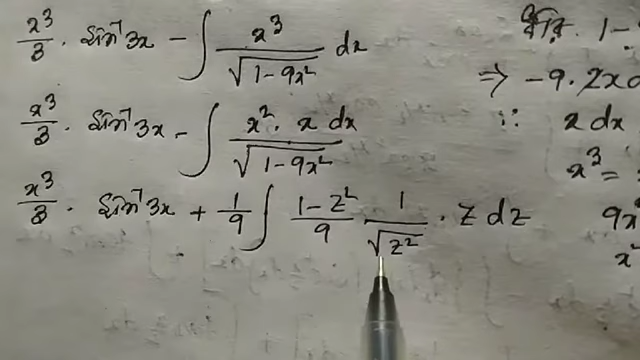 x³/3 · sin⁻¹3x − ∫ x³/√(1−9x²) dx
x³/3 · sin⁻¹3x − ∫ x² · x dx/√(1−9x²)
x³/3 · sin⁻¹3x + 1/9 ∫ (1−z²)/9 · 1/√z² · z dz
1 −
⇒ −9·2x
∵ x dx
x³ =
9x
x²